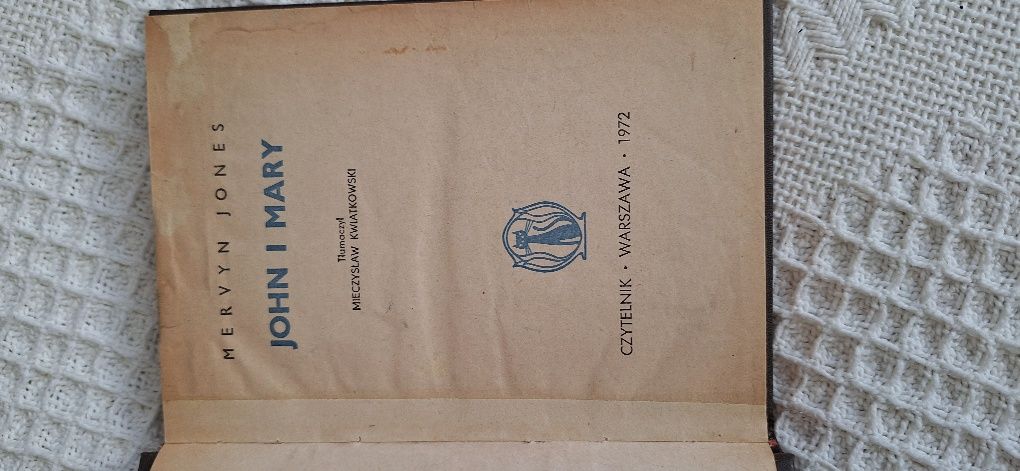 MERVYN JONES
JOHN I MARY
Tłumaczył
MIECZYSŁAW KWIATKOWSKI
CZYTELNIK • WARSZAWA • 1972